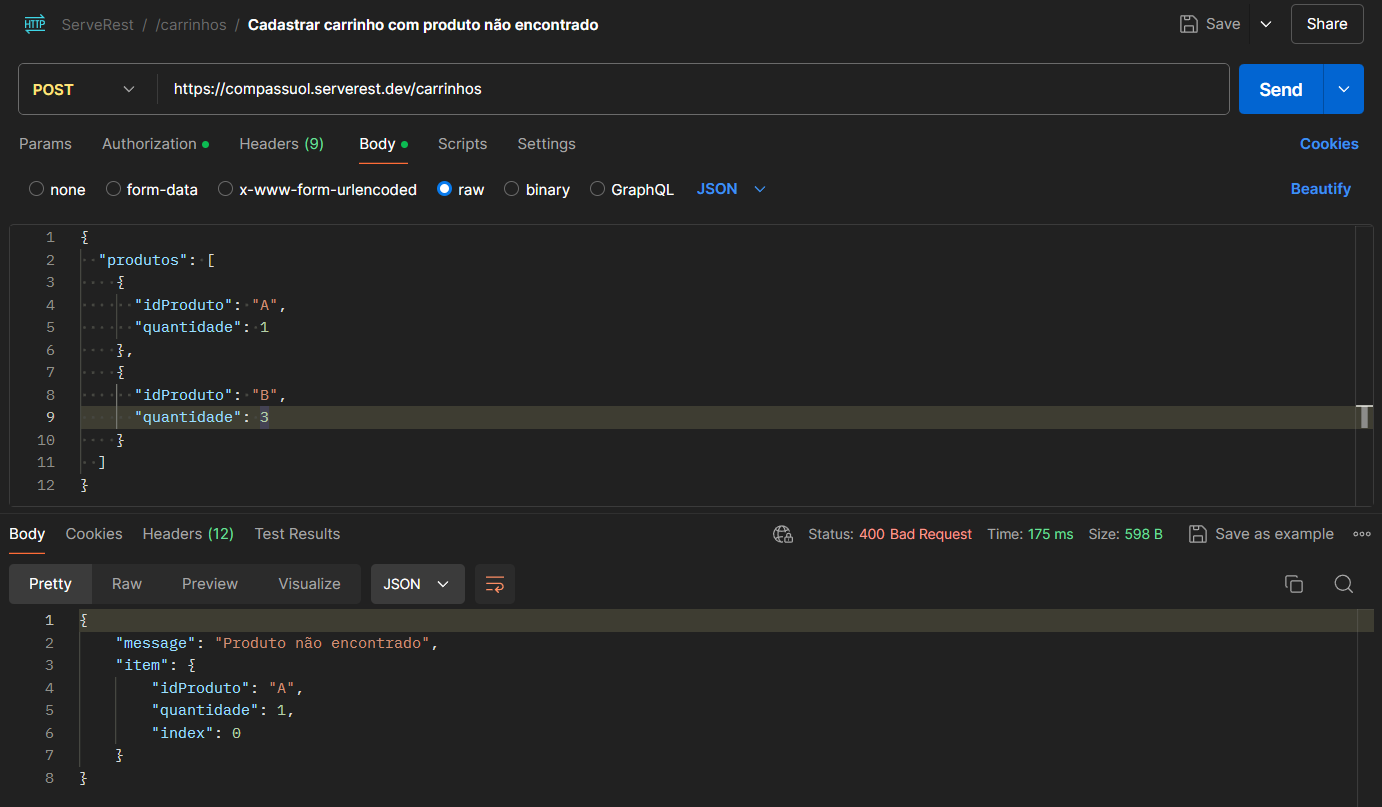 HTTP ServeRest / /carrinhos / Cadastrar carrinho com produto não encontrado Save Share
POST https://compassuol.serverest.dev/carrinhos Send
Params Authorization Headers (9) Body Scripts Settings Cookies
none form-data x-www-form-urlencoded raw binary GraphQL JSON Beautify
1 {
2 "produtos": [
3 {
4 "idProduto": "A",
5 "quantidade": 1
6 },
7 {
8 "idProduto": "B",
9 "quantidade": 3
10 }
11 ]
12 }
Body Cookies Headers (12) Test Results Status: 400 Bad Request Time: 175 ms Size: 598 B Save as example
Pretty Raw Preview Visualize JSON
1 {
2 "message": "Produto não encontrado",
3 "item": {
4 "idProduto": "A",
5 "quantidade": 1,
6 "index": 0
7 }
8 }